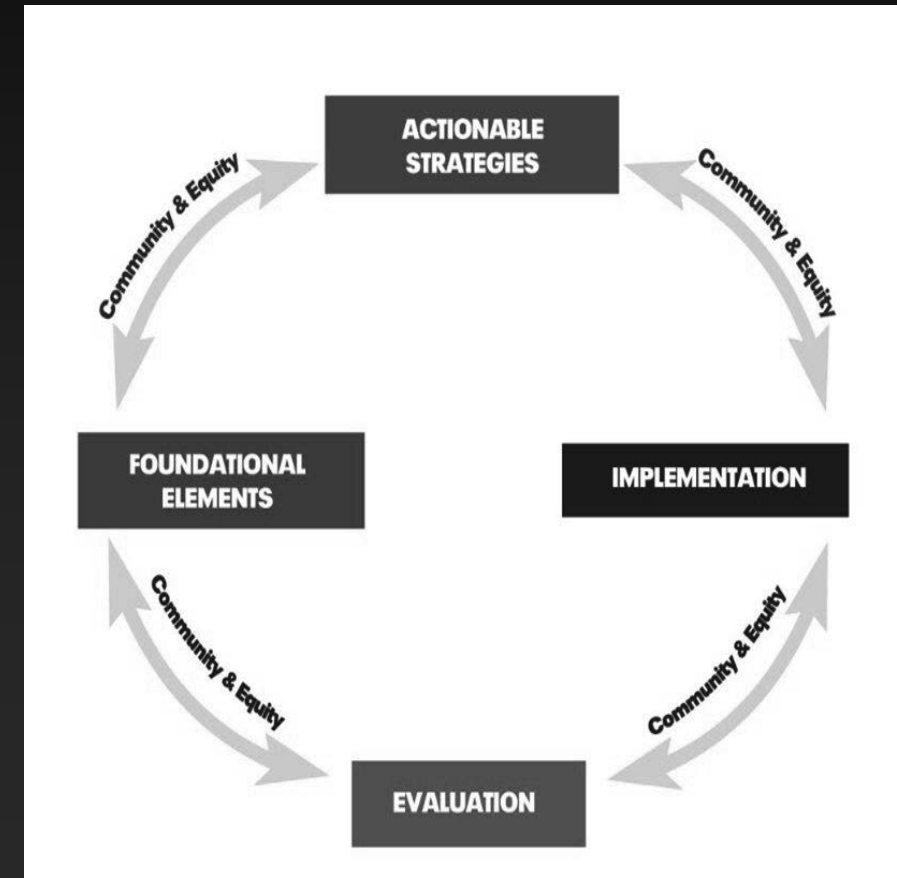 ACTIONABLE
STRATEGIES
Community & Equity
Community & Equity
FOUNDATIONAL
ELEMENTS
IMPLEMENTATION
Community & Equity
Community & Equity
EVALUATION